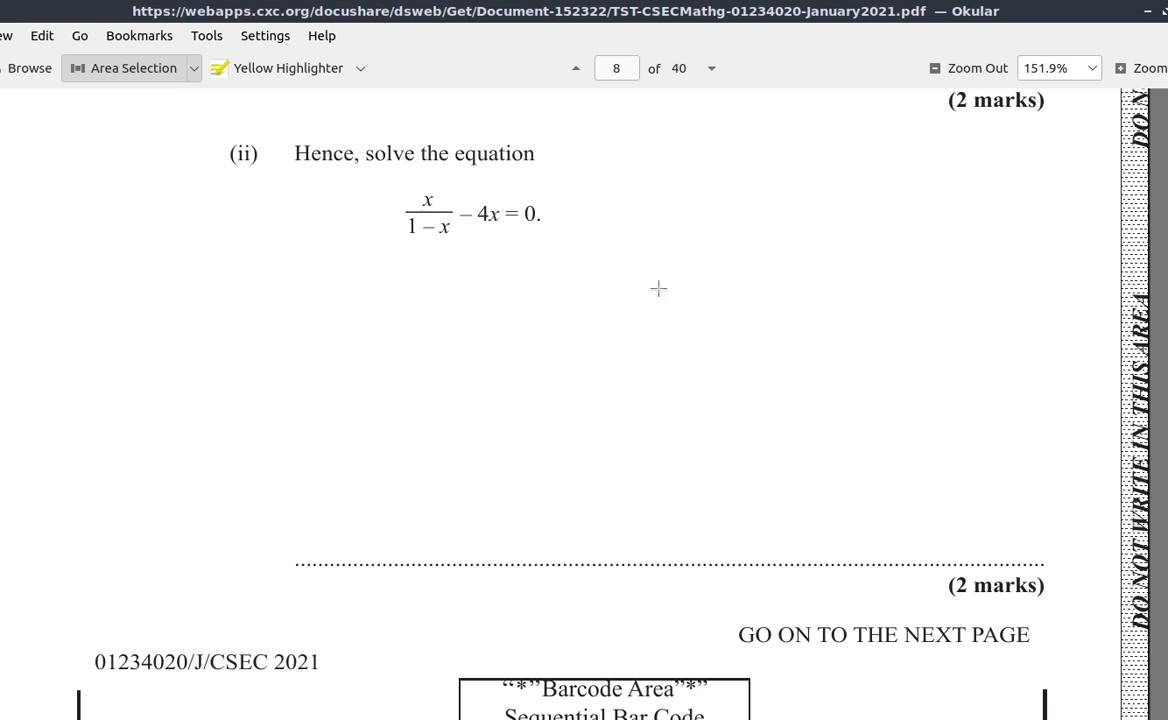 https://webapps.cxc.org/docushare/dsweb/Get/Document-152322/TST-CSECMathg-01234020-January2021.pdf — Okular
ew Edit Go Bookmarks Tools Settings Help
Browse Area Selection Yellow Highlighter 8 of 40 Zoom Out 151.9% Zoom
(2 marks)
(ii) Hence, solve the equation
x
1 – x
– 4x = 0.
(2 marks)
GO ON TO THE NEXT PAGE
01234020/J/CSEC 2021
“*”Barcode Area”*”
Sequential Bar Code
DO N
DO NOT WRITE IN THIS AREA